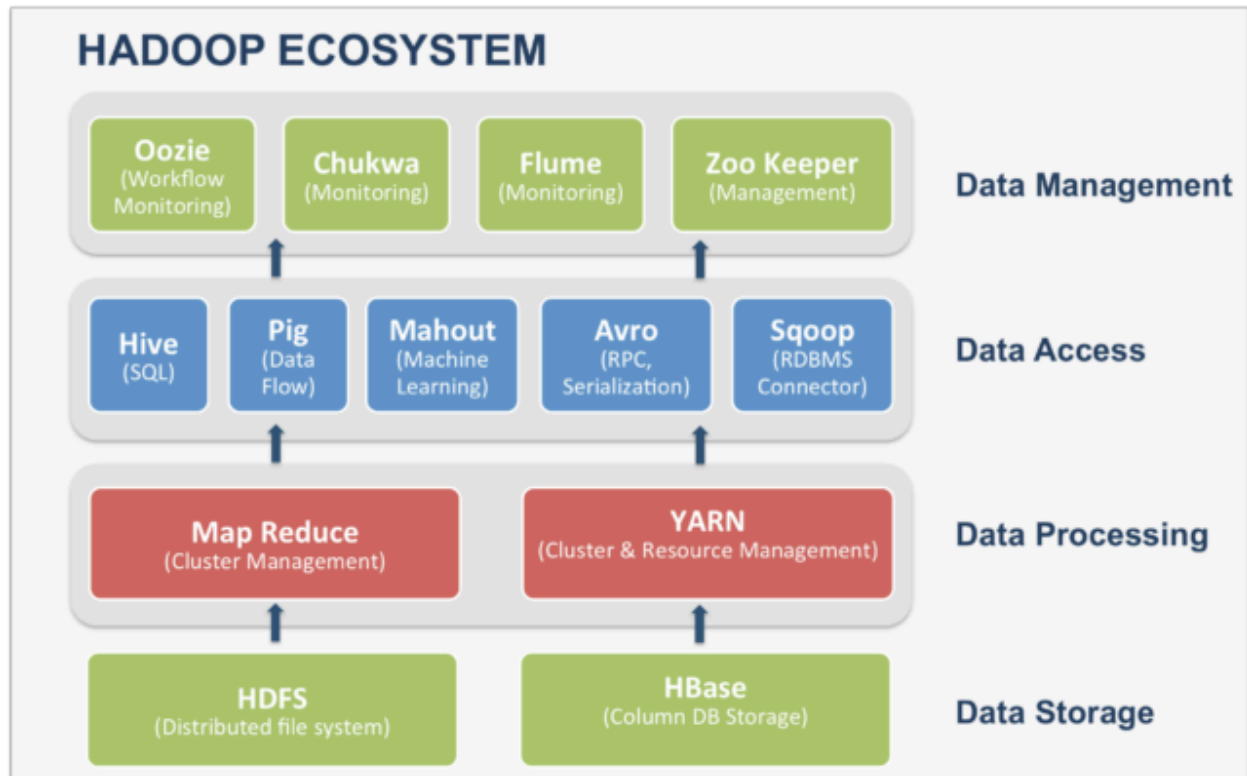 HADOOP ECOSYSTEM
Oozie
(Workflow
Monitoring)
Chukwa
(Monitoring)
Flume
(Monitoring)
Zoo Keeper
(Management)
Data Management
Hive
(SQL)
Pig
(Data
Flow)
Mahout
(Machine
Learning)
Avro
(RPC,
Serialization)
Sqoop
(RDBMS
Connector)
Data Access
Map Reduce
(Cluster Management)
YARN
(Cluster & Resource Management)
Data Processing
HDFS
(Distributed file system)
HBase
(Column DB Storage)
Data Storage